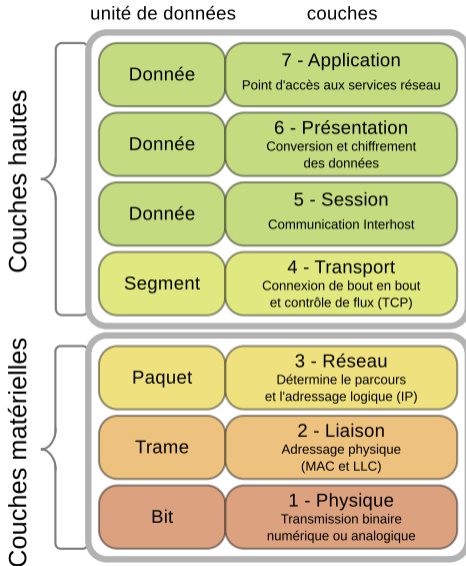 unité de données
couches
Couches hautes
Donnée
7 - Application
Point d'accès aux services réseau
Donnée
6 - Présentation
Conversion et chiffrement
des données
Donnée
5 - Session
Communication Interhost
Segment
4 - Transport
Connexion de bout en bout
et contrôle de flux (TCP)
Couches matérielles
Paquet
3 - Réseau
Détermine le parcours
et l'adressage logique (IP)
Trame
2 - Liaison
Adressage physique
(MAC et LLC)
Bit
1 - Physique
Transmission binaire
numérique ou analogique